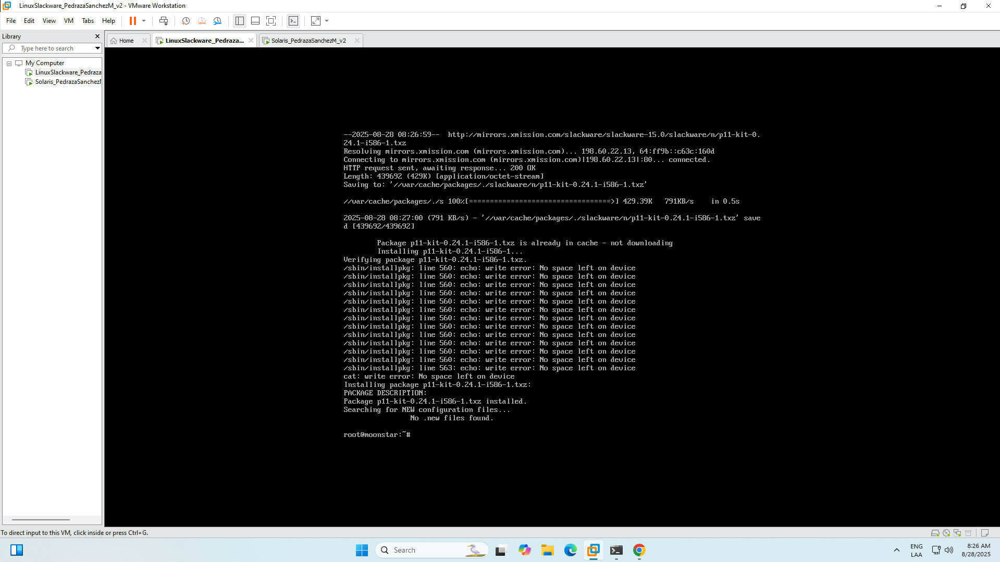 LinuxSlackware_PedrazaSanchezM_v2 - VMware Workstation
File Edit View VM Tabs Help
Library
Type here to search
My Computer
LinuxSlackware_Pedraza
Solaris_PedrazaSanchezM
Home
LinuxSlackware_Pedraza...
Solaris_PedrazaSanchezM_v2
--2025-08-28 08:26:59-- http://mirrors.xmission.com/slackware/slackware-15.0/slackware/n/p11-kit-0.
24.1-i586-1.txz
Resolving mirrors.xmission.com (mirrors.xmission.com)... 198.60.22.13, 64:ff9b::c63c:160d
Connecting to mirrors.xmission.com (mirrors.xmission.com)|198.60.22.13|:80... connected.
HTTP request sent, awaiting response... 200 OK
Length: 439692 (429K) [application/octet-stream]
Saving to: '//var/cache/packages/./slackware/n/p11-kit-0.24.1-i586-1.txz'
//var/cache/packages/./s 100%[==================================>] 429.39K 791KB/s in 0.5s
2025-08-28 08:27:00 (791 KB/s) - '//var/cache/packages/./slackware/n/p11-kit-0.24.1-i586-1.txz' save
d [439692/439692]
Package p11-kit-0.24.1-i586-1.txz is already in cache - not downloading
Installing p11-kit-0.24.1-i586-1...
Verifying package p11-kit-0.24.1-i586-1.txz.
/sbin/installpkg: line 560: echo: write error: No space left on device
/sbin/installpkg: line 560: echo: write error: No space left on device
/sbin/installpkg: line 560: echo: write error: No space left on device
/sbin/installpkg: line 560: echo: write error: No space left on device
/sbin/installpkg: line 560: echo: write error: No space left on device
/sbin/installpkg: line 560: echo: write error: No space left on device
/sbin/installpkg: line 560: echo: write error: No space left on device
/sbin/installpkg: line 560: echo: write error: No space left on device
/sbin/installpkg: line 560: echo: write error: No space left on device
/sbin/installpkg: line 560: echo: write error: No space left on device
/sbin/installpkg: line 560: echo: write error: No space left on device
/sbin/installpkg: line 560: echo: write error: No space left on device
/sbin/installpkg: line 563: echo: write error: No space left on device
cat: write error: No space left on device
Installing package p11-kit-0.24.1-i586-1.txz:
PACKAGE DESCRIPTION:
Package p11-kit-0.24.1-i586-1.txz installed.
Searching for NEW configuration files...
No .new files found.
root@moonstar:~#
To direct input to this VM, click inside or press Ctrl+G.
Search
ENG
LAA
8:26 AM
8/28/2025